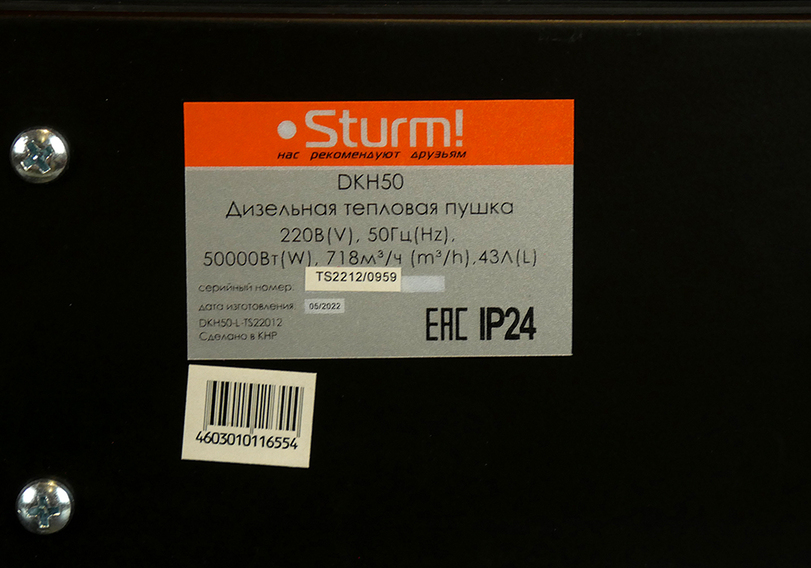 Sturm!
нас рекомендуют друзьям
DKH50
Дизельная тепловая пушка
220В(V), 50Гц(Hz),
50000Вт(W), 718м³/ч (m³/h),43Л(L)
серийный номер: TS2212/0959
дата изготовления: 05/2022
DKH50-L-TS22012
Сделано в КНР
EAC IP24
4603010116554